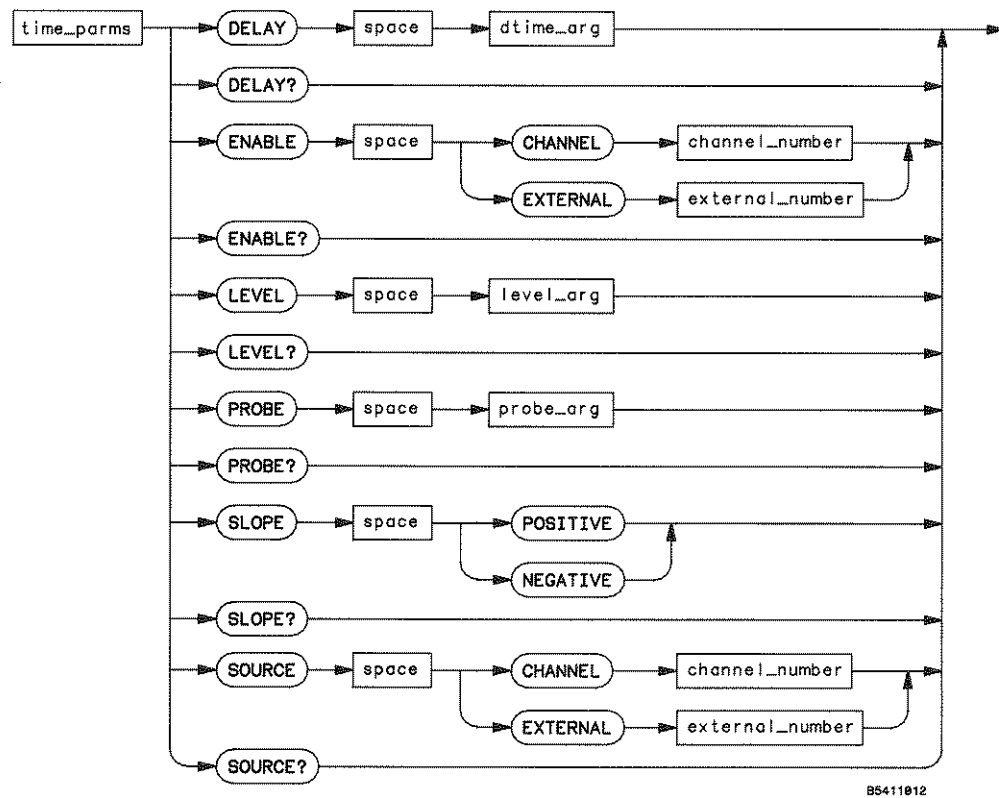 time_parms DELAY space dtime_arg
DELAY?
ENABLE space CHANNEL channel_number
EXTERNAL external_number
ENABLE?
LEVEL space level_arg
LEVEL?
PROBE space probe_arg
PROBE?
SLOPE space POSITIVE
NEGATIVE
SLOPE?
SOURCE space CHANNEL channel_number
EXTERNAL external_number
SOURCE?
B5411012